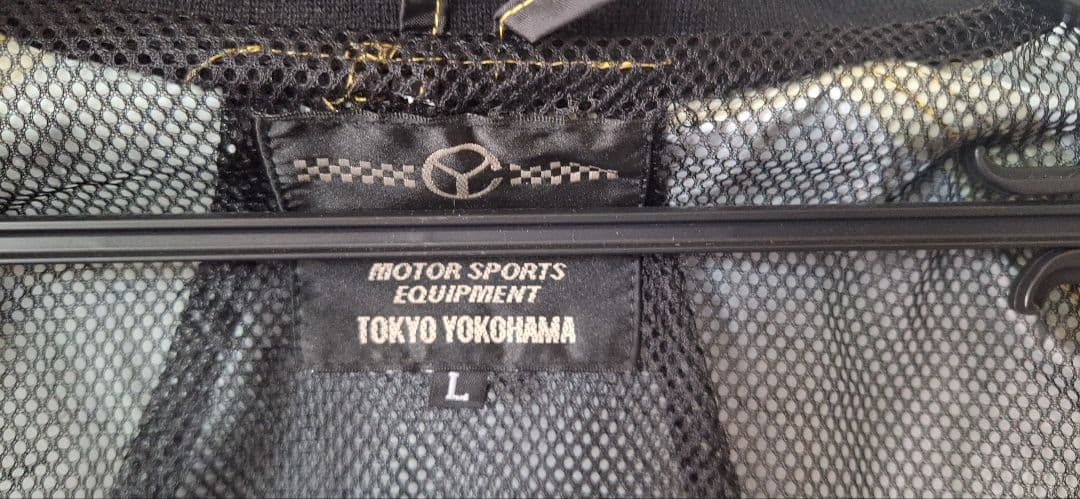 MOTOR SPORTS
EQUIPMENT
TOKYO YOKOHAMA
L